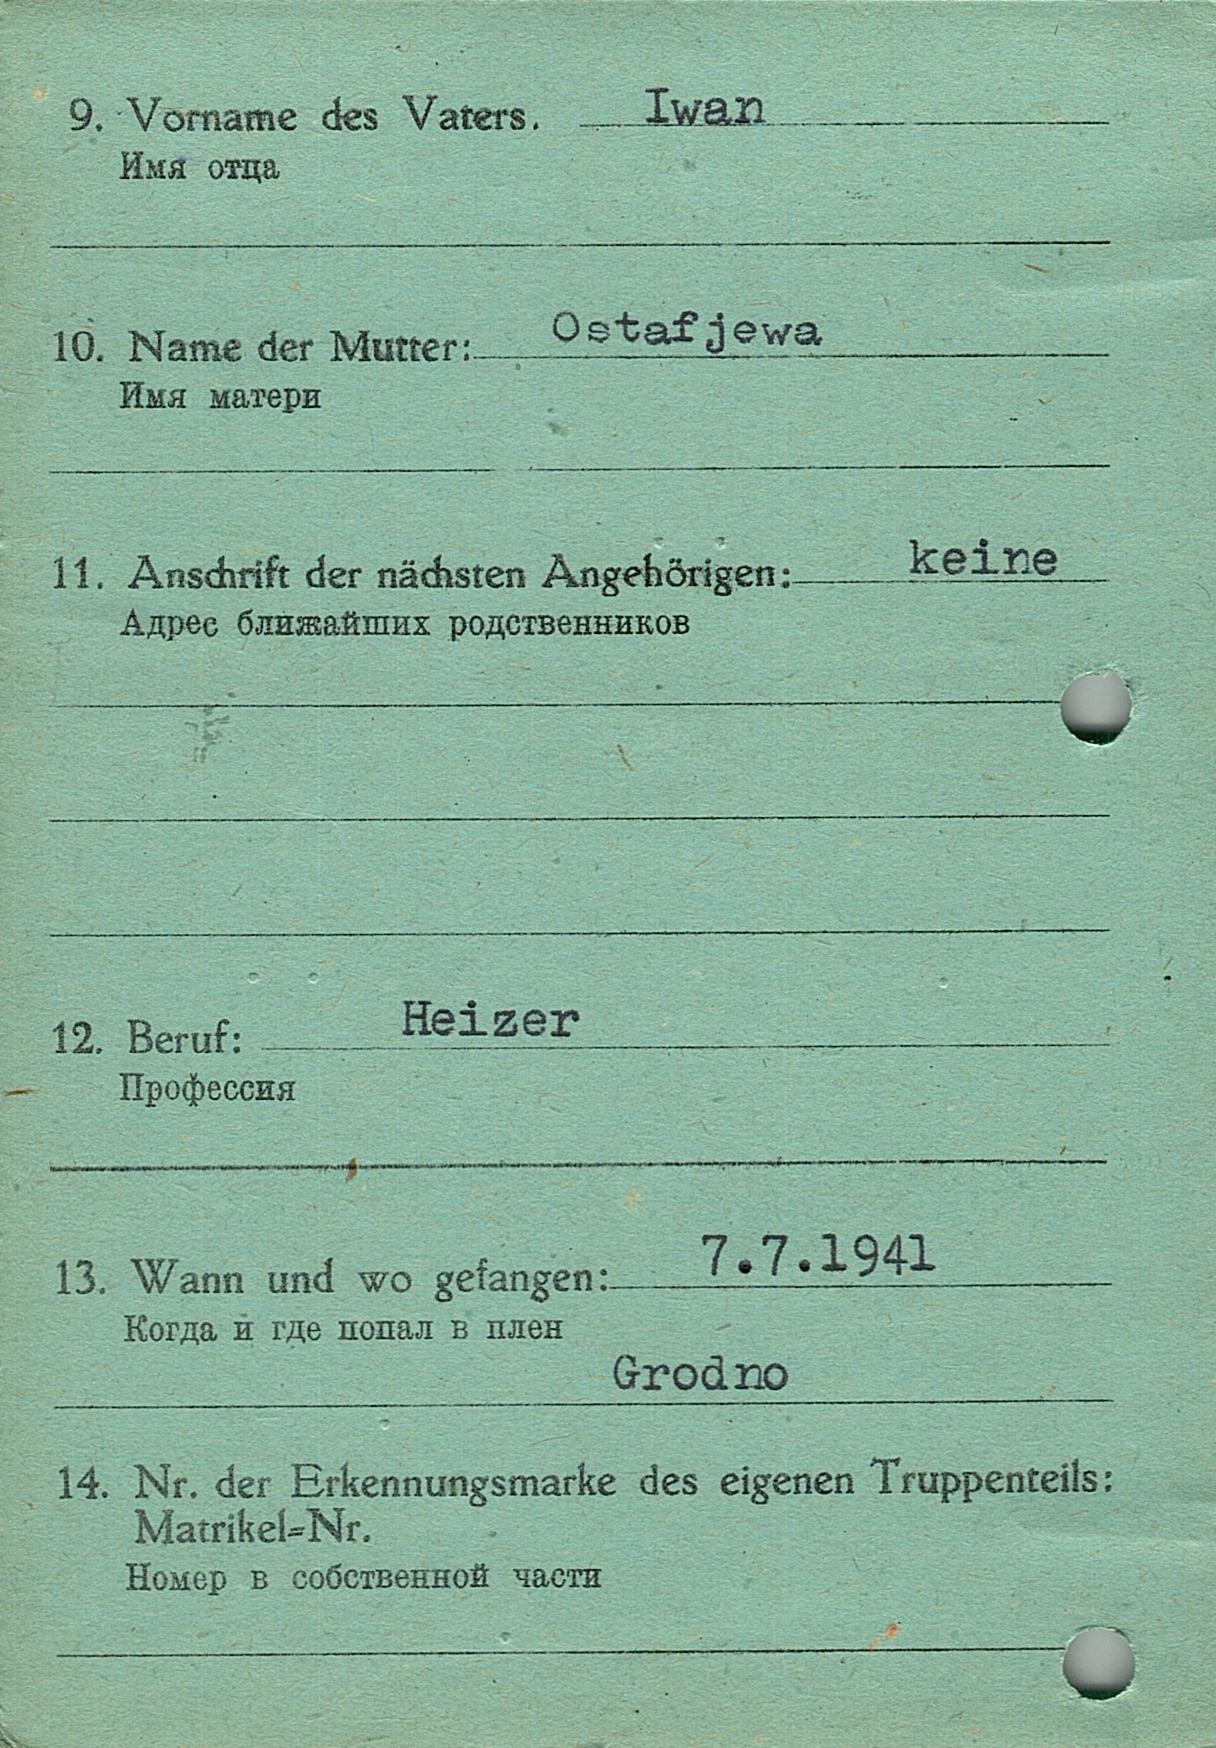 9. Vorname des Vaters. Iwan
Имя отца
10. Name der Mutter: Ostafjewa
Имя матери
11. Anschrift der nächsten Angehörigen: keine
Адрес ближайших родственников
12. Beruf: Heizer
Профессия
13. Wann und wo gefangen: 7.7.1941
Когда и где попал в плен
Grodno
14. Nr. der Erkennungsmarke des eigenen Truppenteils:
Matrikel=Nr.
Номер в собственной части